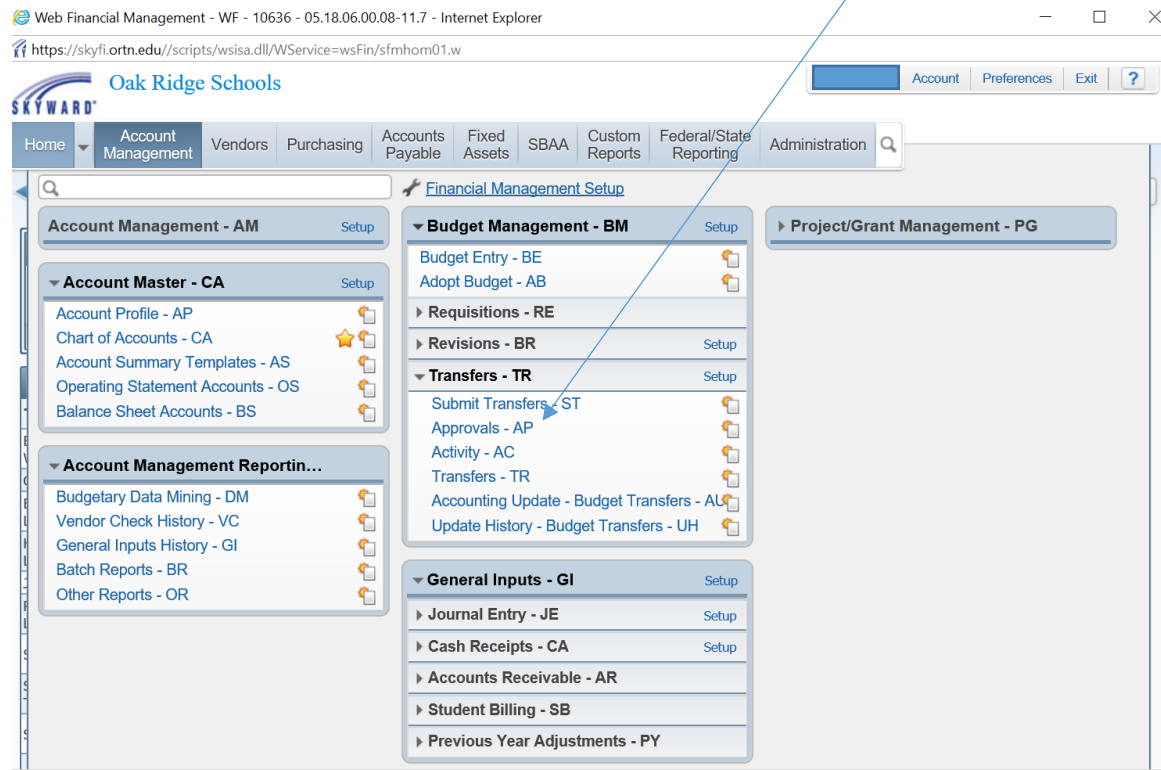 Web Financial Management - WF - 10636 - 05.18.06.00.08-11.7 - Internet Explorer
https://skyfi.ortn.edu//scripts/wsisa.dll/WService=wsFin/sfmhom01.w
SKYWARD
Oak Ridge Schools
Account Preferences Exit ?
Home
Account Management
Vendors
Purchasing
Accounts Payable
Fixed Assets
SBAA
Custom Reports
Federal/State Reporting
Administration
Financial Management Setup
Account Management - AM Setup
Account Master - CA Setup
Account Profile - AP
Chart of Accounts - CA
Account Summary Templates - AS
Operating Statement Accounts - OS
Balance Sheet Accounts - BS
Account Management Reportin...
Budgetary Data Mining - DM
Vendor Check History - VC
General Inputs History - GI
Batch Reports - BR
Other Reports - OR
Budget Management - BM Setup
Budget Entry - BE
Adopt Budget - AB
Requisitions - RE
Revisions - BR Setup
Transfers - TR Setup
Submit Transfers - ST
Approvals - AP
Activity - AC
Transfers - TR
Accounting Update - Budget Transfers - AU
Update History - Budget Transfers - UH
General Inputs - GI Setup
Journal Entry - JE Setup
Cash Receipts - CA Setup
Accounts Receivable - AR
Student Billing - SB
Previous Year Adjustments - PY
Project/Grant Management - PG